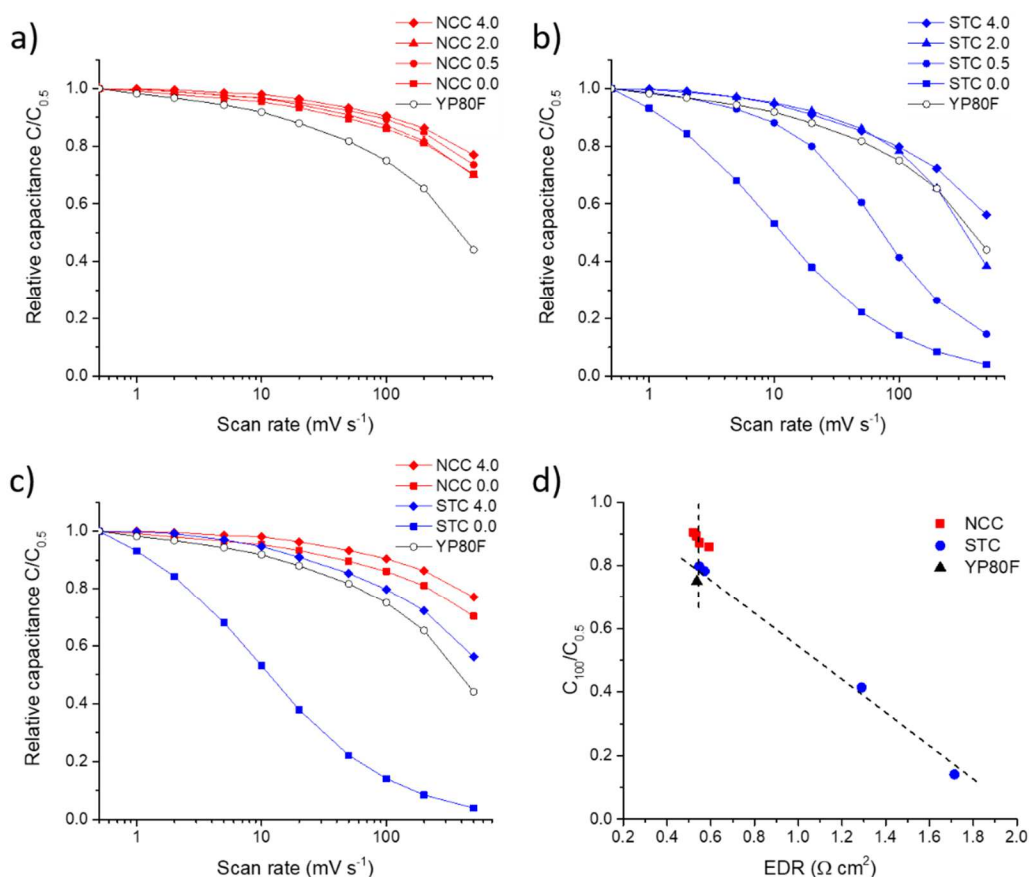 a)
NCC 4.0
NCC 2.0
NCC 0.5
NCC 0.0
YP80F
Relative capacitance C/C0.5
1.0
0.8
0.6
0.4
0.2
0.0
1
10
100
Scan rate (mV s⁻¹)
b)
STC 4.0
STC 2.0
STC 0.5
STC 0.0
YP80F
Relative capacitance C/C0.5
1.0
0.8
0.6
0.4
0.2
0.0
1
10
100
Scan rate (mV s⁻¹)
c)
NCC 4.0
NCC 0.0
STC 4.0
STC 0.0
YP80F
Relative capacitance C/C0.5
1.0
0.8
0.6
0.4
0.2
0.0
1
10
100
Scan rate (mV s⁻¹)
d)
NCC
STC
YP80F
C100/C0.5
1.0
0.8
0.6
0.4
0.2
0.0
0.2
0.4
0.6
0.8
1.0
1.2
1.4
1.6
1.8
2.0
EDR (Ω cm²)